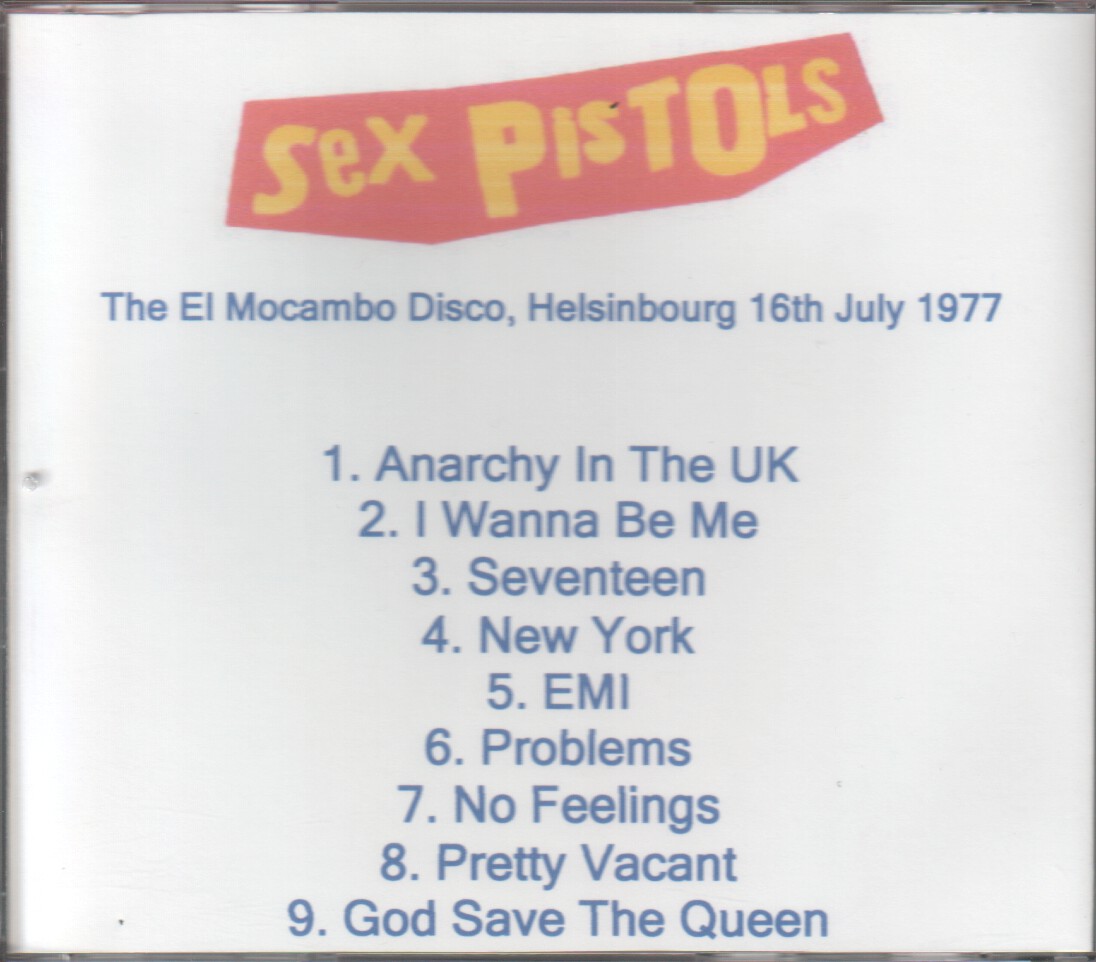 Sex PisTOLS
The El Mocambo Disco, Helsinbourg 16th July 1977
1. Anarchy In The UK
2. I Wanna Be Me
3. Seventeen
4. New York
5. EMI
6. Problems
7. No Feelings
8. Pretty Vacant
9. God Save The Queen